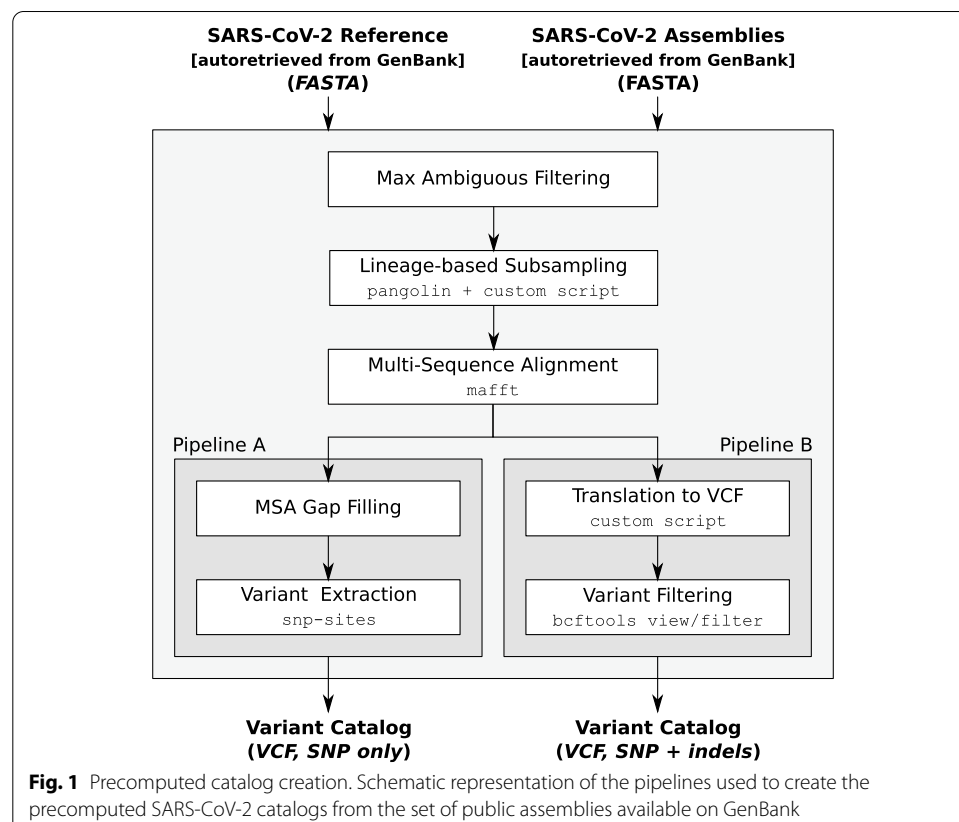 SARS-CoV-2 Reference
[autoretrieved from GenBank]
(FASTA)
SARS-CoV-2 Assemblies
[autoretrieved from GenBank]
(FASTA)
Max Ambiguous Filtering
Lineage-based Subsampling
pangolin + custom script
Multi-Sequence Alignment
mafft
Pipeline A
MSA Gap Filling
Variant Extraction
snp-sites
Pipeline B
Translation to VCF
custom script
Variant Filtering
bcftools view/filter
Variant Catalog
(VCF, SNP only)
Variant Catalog
(VCF, SNP + indels)
Fig. 1 Precomputed catalog creation. Schematic representation of the pipelines used to create the
precomputed SARS-CoV-2 catalogs from the set of public assemblies available on GenBank